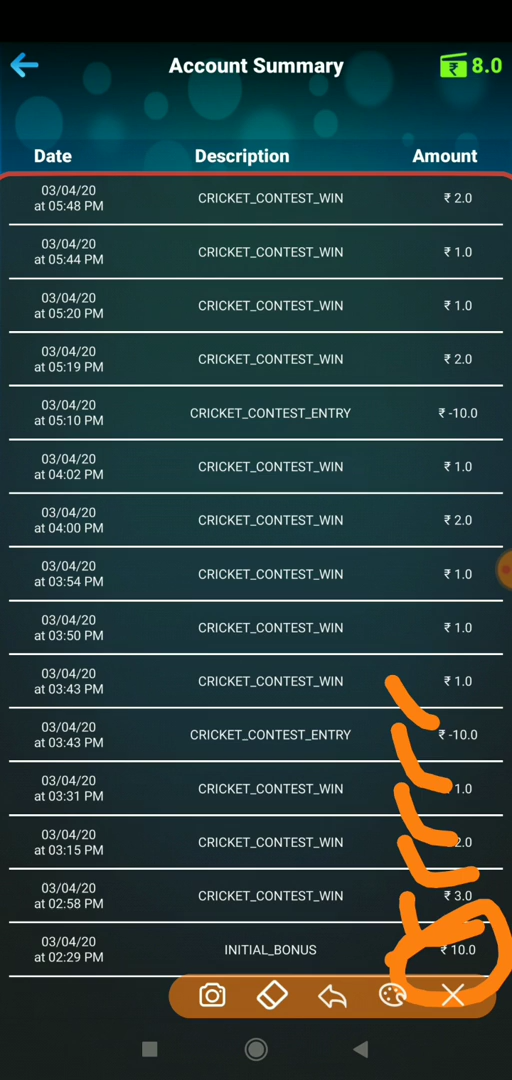 Account Summary
₹ 8.0
Date Description Amount
03/04/20
at 05:48 PM CRICKET_CONTEST_WIN ₹ 2.0
03/04/20
at 05:44 PM CRICKET_CONTEST_WIN ₹ 1.0
03/04/20
at 05:20 PM CRICKET_CONTEST_WIN ₹ 1.0
03/04/20
at 05:19 PM CRICKET_CONTEST_WIN ₹ 2.0
03/04/20
at 05:10 PM CRICKET_CONTEST_ENTRY ₹ -10.0
03/04/20
at 04:02 PM CRICKET_CONTEST_WIN ₹ 1.0
03/04/20
at 04:00 PM CRICKET_CONTEST_WIN ₹ 2.0
03/04/20
at 03:54 PM CRICKET_CONTEST_WIN ₹ 1.0
03/04/20
at 03:50 PM CRICKET_CONTEST_WIN ₹ 1.0
03/04/20
at 03:43 PM CRICKET_CONTEST_WIN ₹ 1.0
03/04/20
at 03:43 PM CRICKET_CONTEST_ENTRY ₹ -10.0
03/04/20
at 03:31 PM CRICKET_CONTEST_WIN 1.0
03/04/20
at 03:15 PM CRICKET_CONTEST_WIN 2.0
03/04/20
at 02:58 PM CRICKET_CONTEST_WIN ₹ 3.0
03/04/20
at 02:29 PM INITIAL_BONUS ₹ 10.0